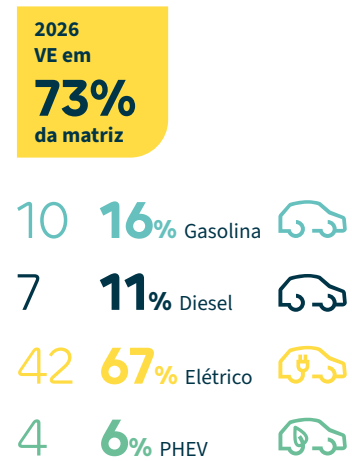 2026
VE em
73%
da matriz
10 16% Gasolina
7 11% Diesel
42 67% Elétrico
4 6% PHEV